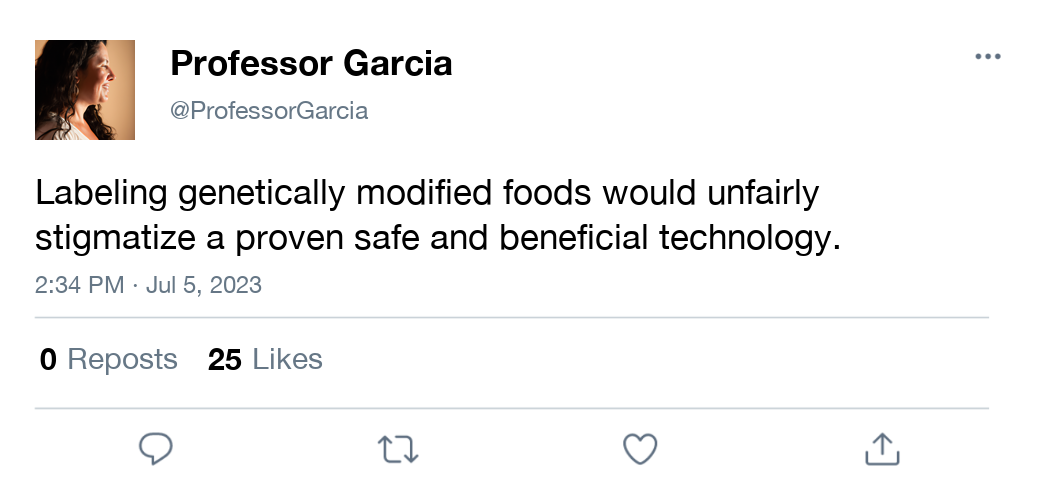 Professor Garcia
@ProfessorGarcia
Labeling genetically modified foods would unfairly
stigmatize a proven safe and beneficial technology.
2:34 PM · Jul 5, 2023
0 Reposts 25 Likes